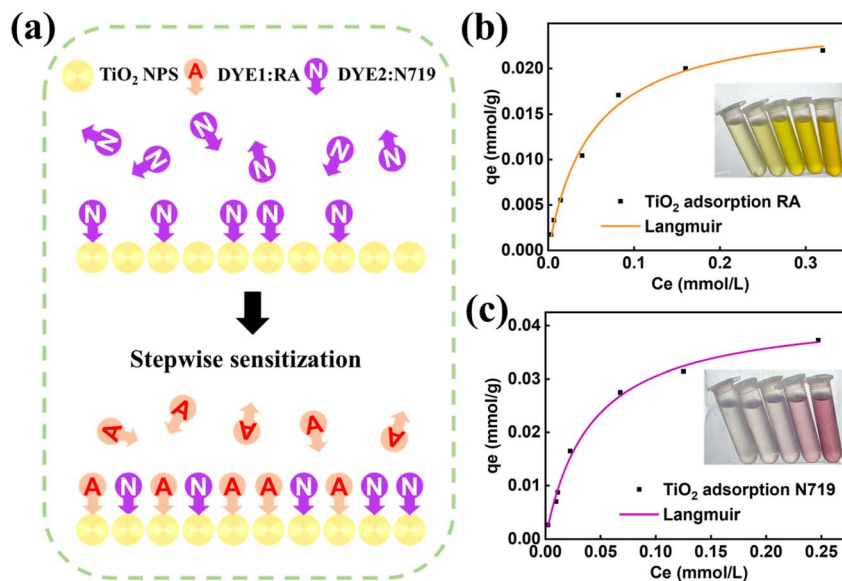 (a)
TiO₂ NPS A DYE1:RA N DYE2:N719
N N N N N N
N N N N N
Stepwise sensitization
A A A A A
A N A N A A N A N N
(b)
qe (mmol/g)
0.020
0.015
0.010
0.005
0.000
TiO₂ adsorption RA
Langmuir
0.0 0.1 0.2 0.3
Ce (mmol/L)
(c)
qe (mmol/g)
0.04
0.03
0.02
0.01
0.00
TiO₂ adsorption N719
Langmuir
0.00 0.05 0.10 0.15 0.20 0.25
Ce (mmol/L)